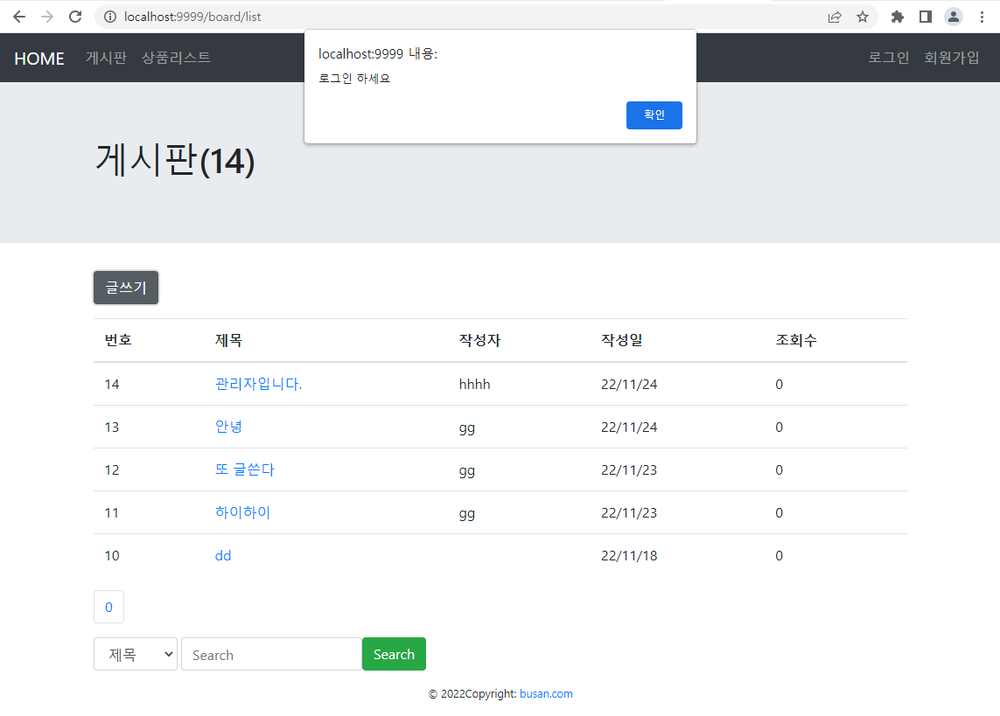 localhost:9999/board/list
localhost:9999 내용:
로그인 하세요
확인
HOME 게시판 상품리스트 로그인 회원가입
게시판(14)
글쓰기
번호 제목 작성자 작성일 조회수
14 관리자입니다. hhhh 22/11/24 0
13 안녕 gg 22/11/24 0
12 또 글쓴다 gg 22/11/23 0
11 하이하이 gg 22/11/23 0
10 dd 22/11/18 0
0
제목 Search Search
© 2022Copyright: busan.com